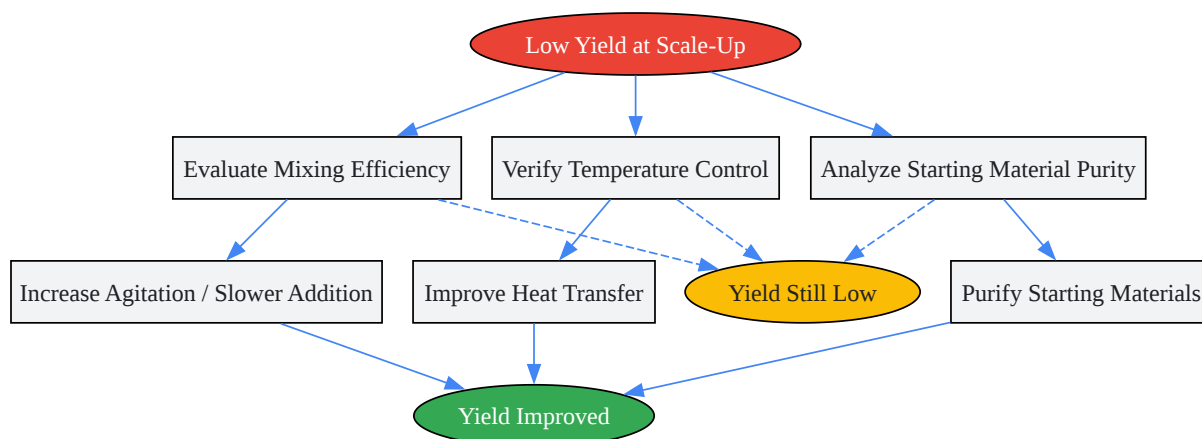 Low Yield at Scale-Up
Evaluate Mixing Efficiency
Verify Temperature Control
Analyze Starting Material Purity
Increase Agitation / Slower Addition
Improve Heat Transfer
Yield Still Low
Purify Starting Materials
Yield Improved